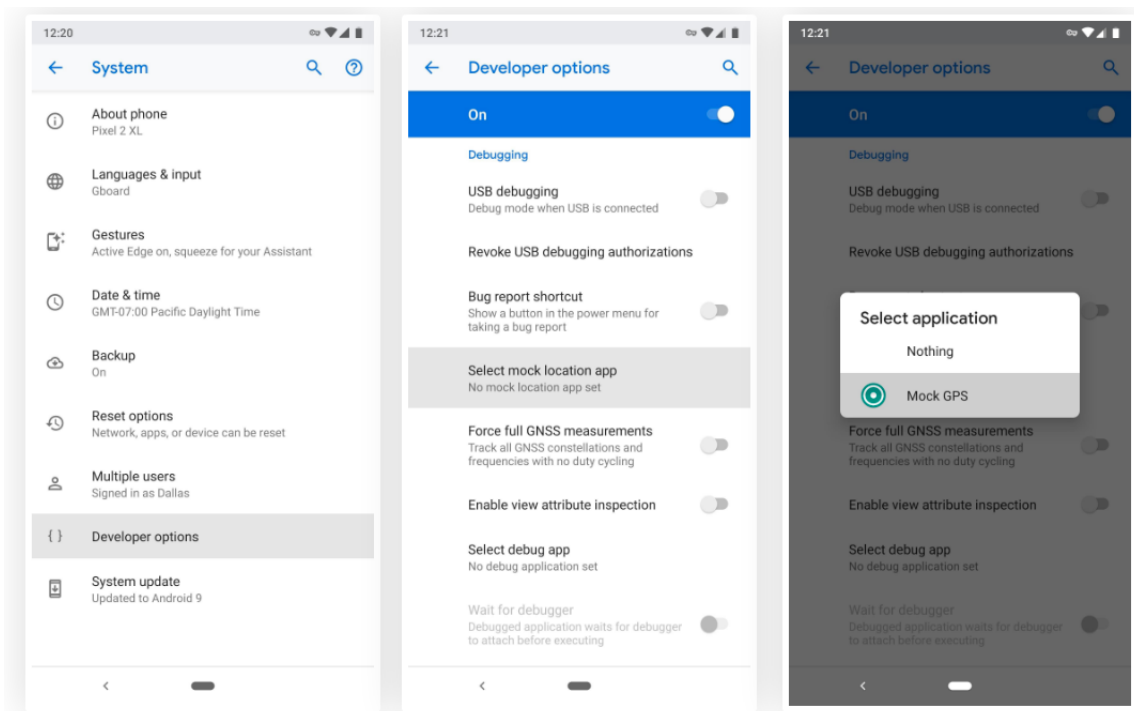 12:20
System
About phone
Pixel 2 XL
Languages & input
Gboard
Gestures
Active Edge on, squeeze for your Assistant
Date & time
GMT-07:00 Pacific Daylight Time
Backup
On
Reset options
Network, apps, or device can be reset
Multiple users
Signed in as Dallas
{ } Developer options
System update
Updated to Android 9
12:21
Developer options
On
Debugging
USB debugging
Debug mode when USB is connected
Revoke USB debugging authorizations
Bug report shortcut
Show a button in the power menu for
taking a bug report
Select mock location app
No mock location app set
Force full GNSS measurements
Track all GNSS constellations and
frequencies with no duty cycling
Enable view attribute inspection
Select debug app
No debug application set
Wait for debugger
Debugged application waits for debugger
to attach before executing
12:21
Developer options
On
Debugging
USB debugging
Debug mode when USB is connected
Revoke USB debugging authorizations
Select application
Nothing
Mock GPS
Force full GNSS measurements
Track all GNSS constellations and
frequencies with no duty cycling
Enable view attribute inspection
Select debug app
No debug application set
Wait for debugger
Debugged application waits for debugger
to attach before executing